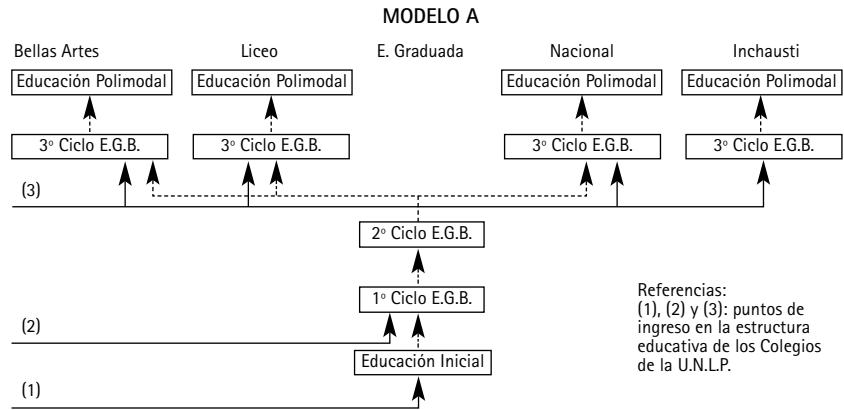 MODELO A
Bellas Artes Liceo E. Graduada Nacional Inchausti
Educación Polimodal Educación Polimodal Educación Polimodal Educación Polimodal
3º Ciclo E.G.B. 3º Ciclo E.G.B. 3º Ciclo E.G.B. 3º Ciclo E.G.B.
(3)
2º Ciclo E.G.B.
1º Ciclo E.G.B.
(2)
Educación Inicial
(1)
Referencias:
(1), (2) y (3): puntos de
ingreso en la estructura
educativa de los Colegios
de la U.N.L.P.